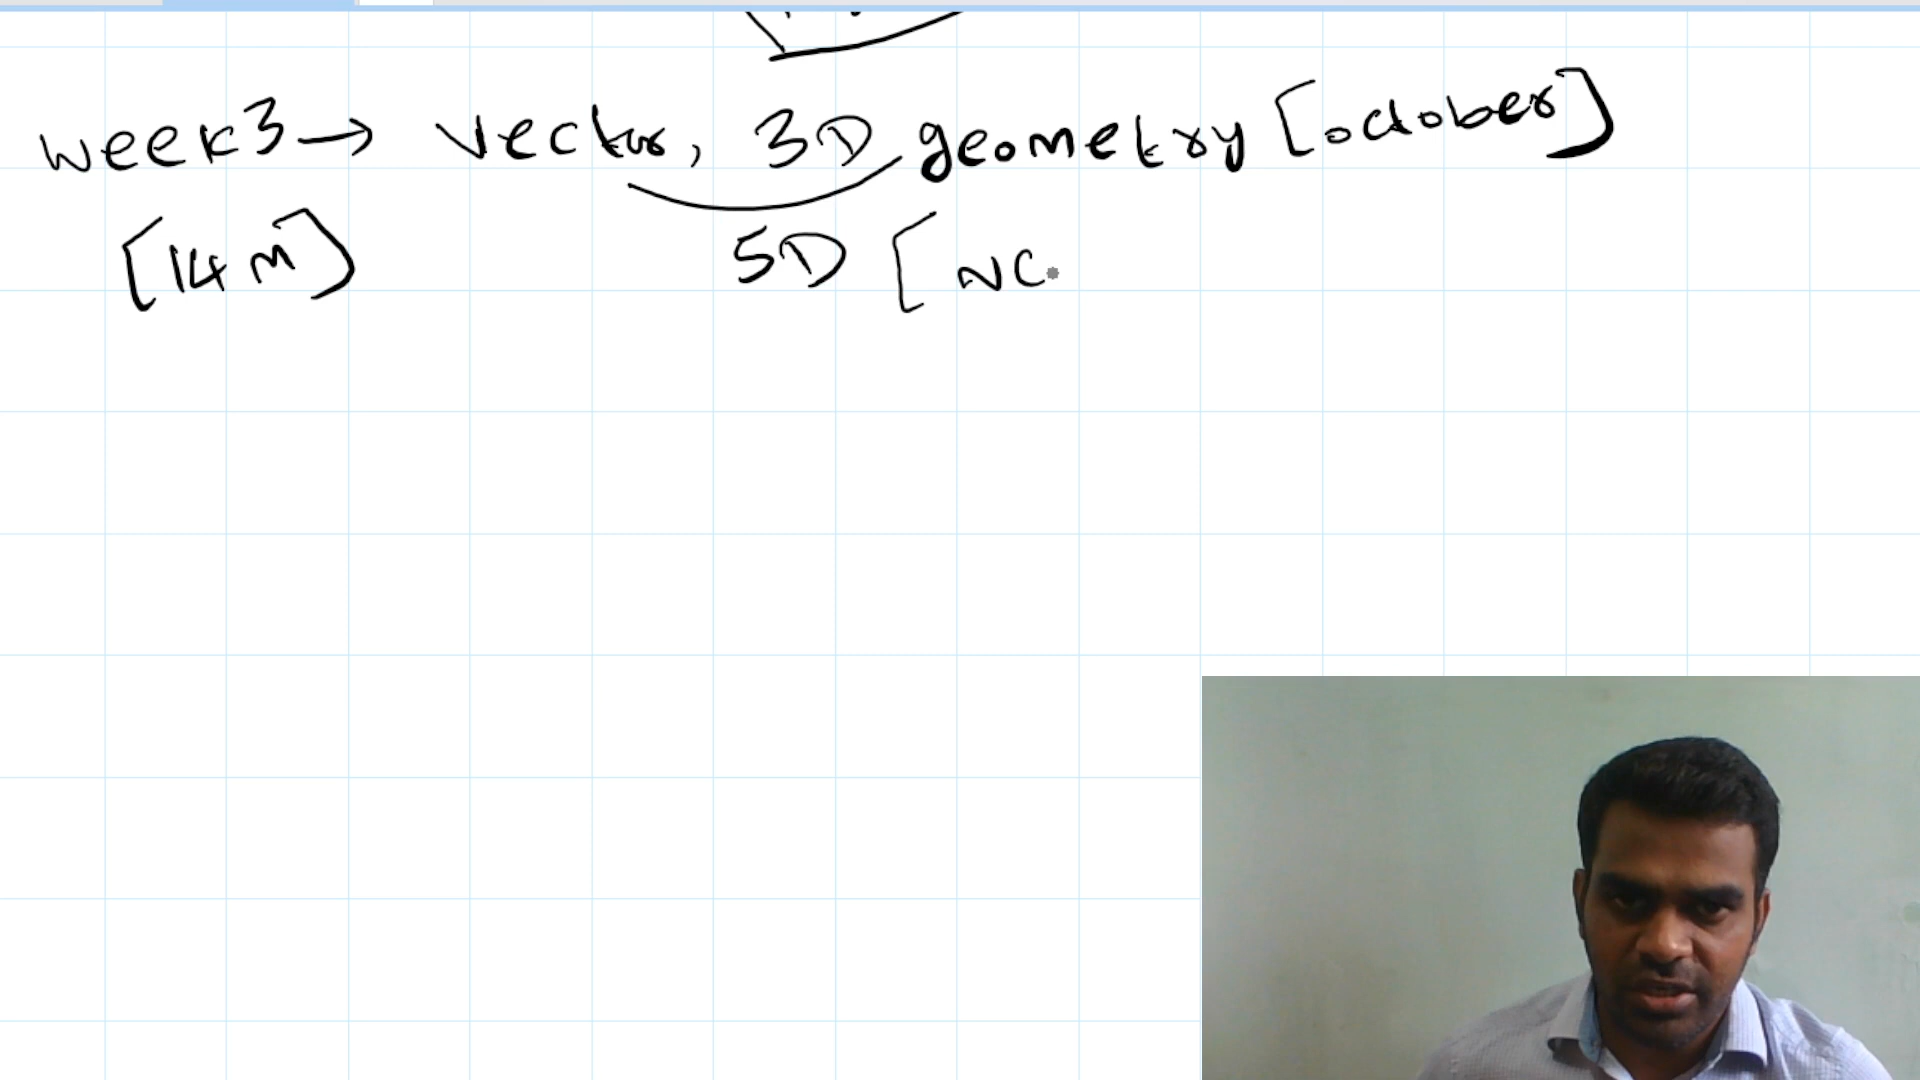 week3→ vector, 3D geometry [october]
[14 M] 5D [ NC